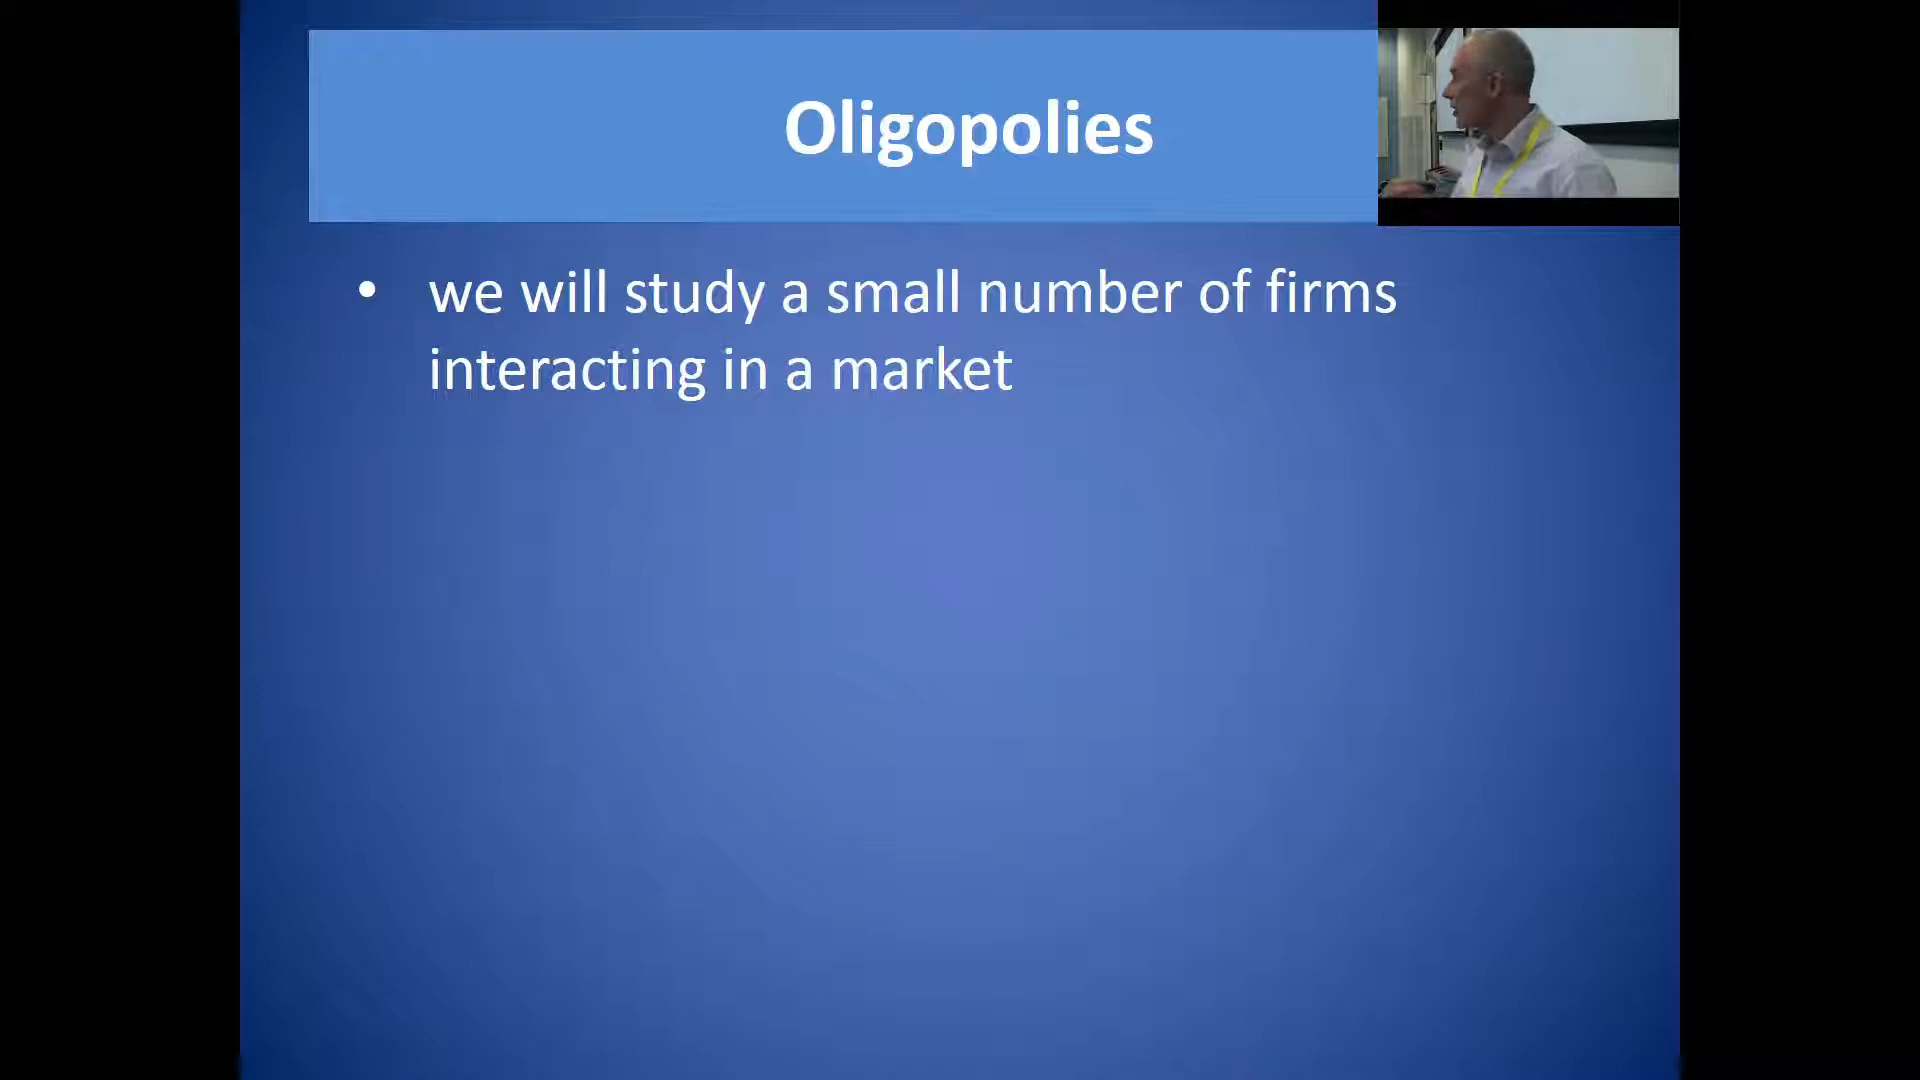 Oligopolies
• we will study a small number of firms
interacting in a market